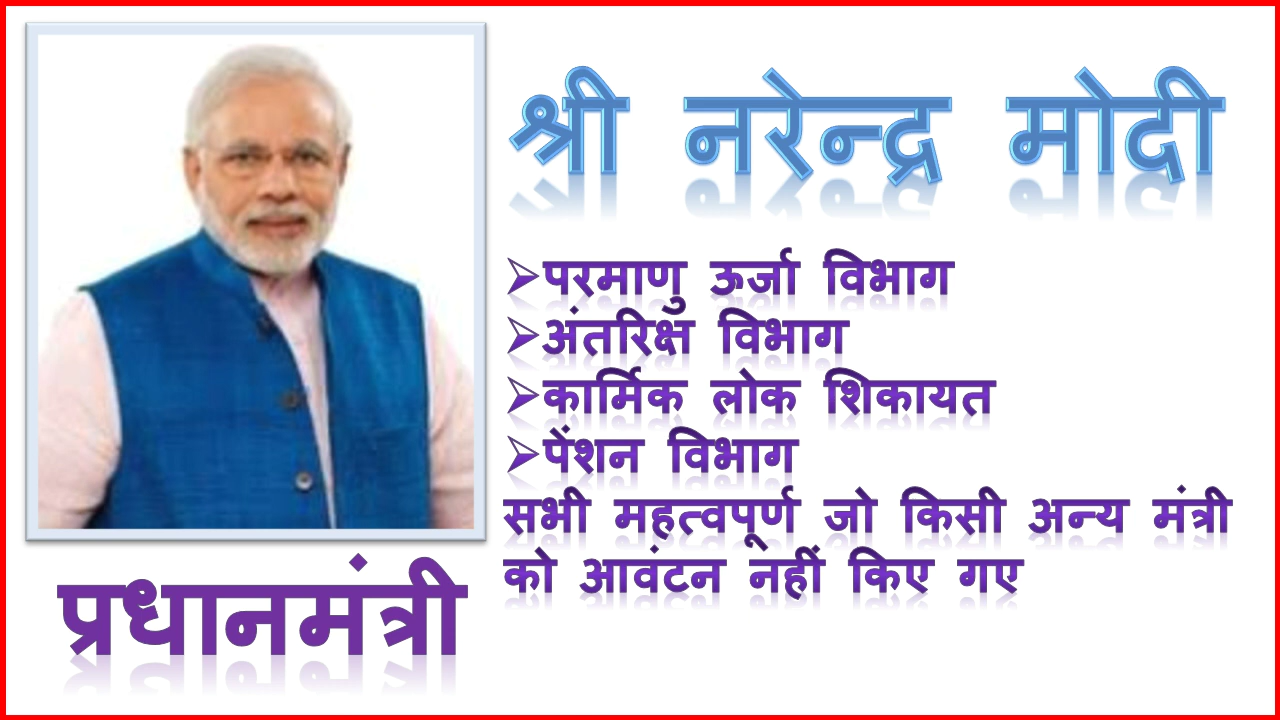 श्री नरेन्द्र मोदी
➢परमाणु ऊर्जा विभाग
➢अंतरिक्ष विभाग
➢कार्मिक लोक शिकायत
➢पेंशन विभाग
सभी महत्वपूर्ण जो किसी अन्य मंत्री
को आवंटन नहीं किए गए
प्रधानमंत्री